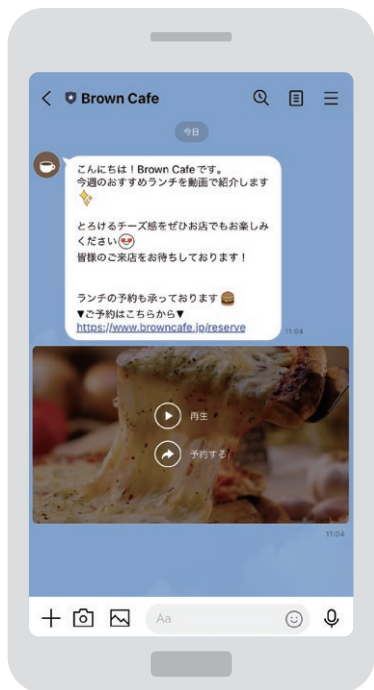 Brown Cafe
今日
こんにちは！Brown Cafeです。
今週のおすすめランチを動画で紹介します
とろけるチーズ感をぜひお店でもお楽しみ
ください
皆様のご来店をお待ちしております！
ランチの予約も承っております
▼ご予約はこちらから▼
https://www.browncafe.jp/reserve
11:04
再生
予約する
11:04
Aa